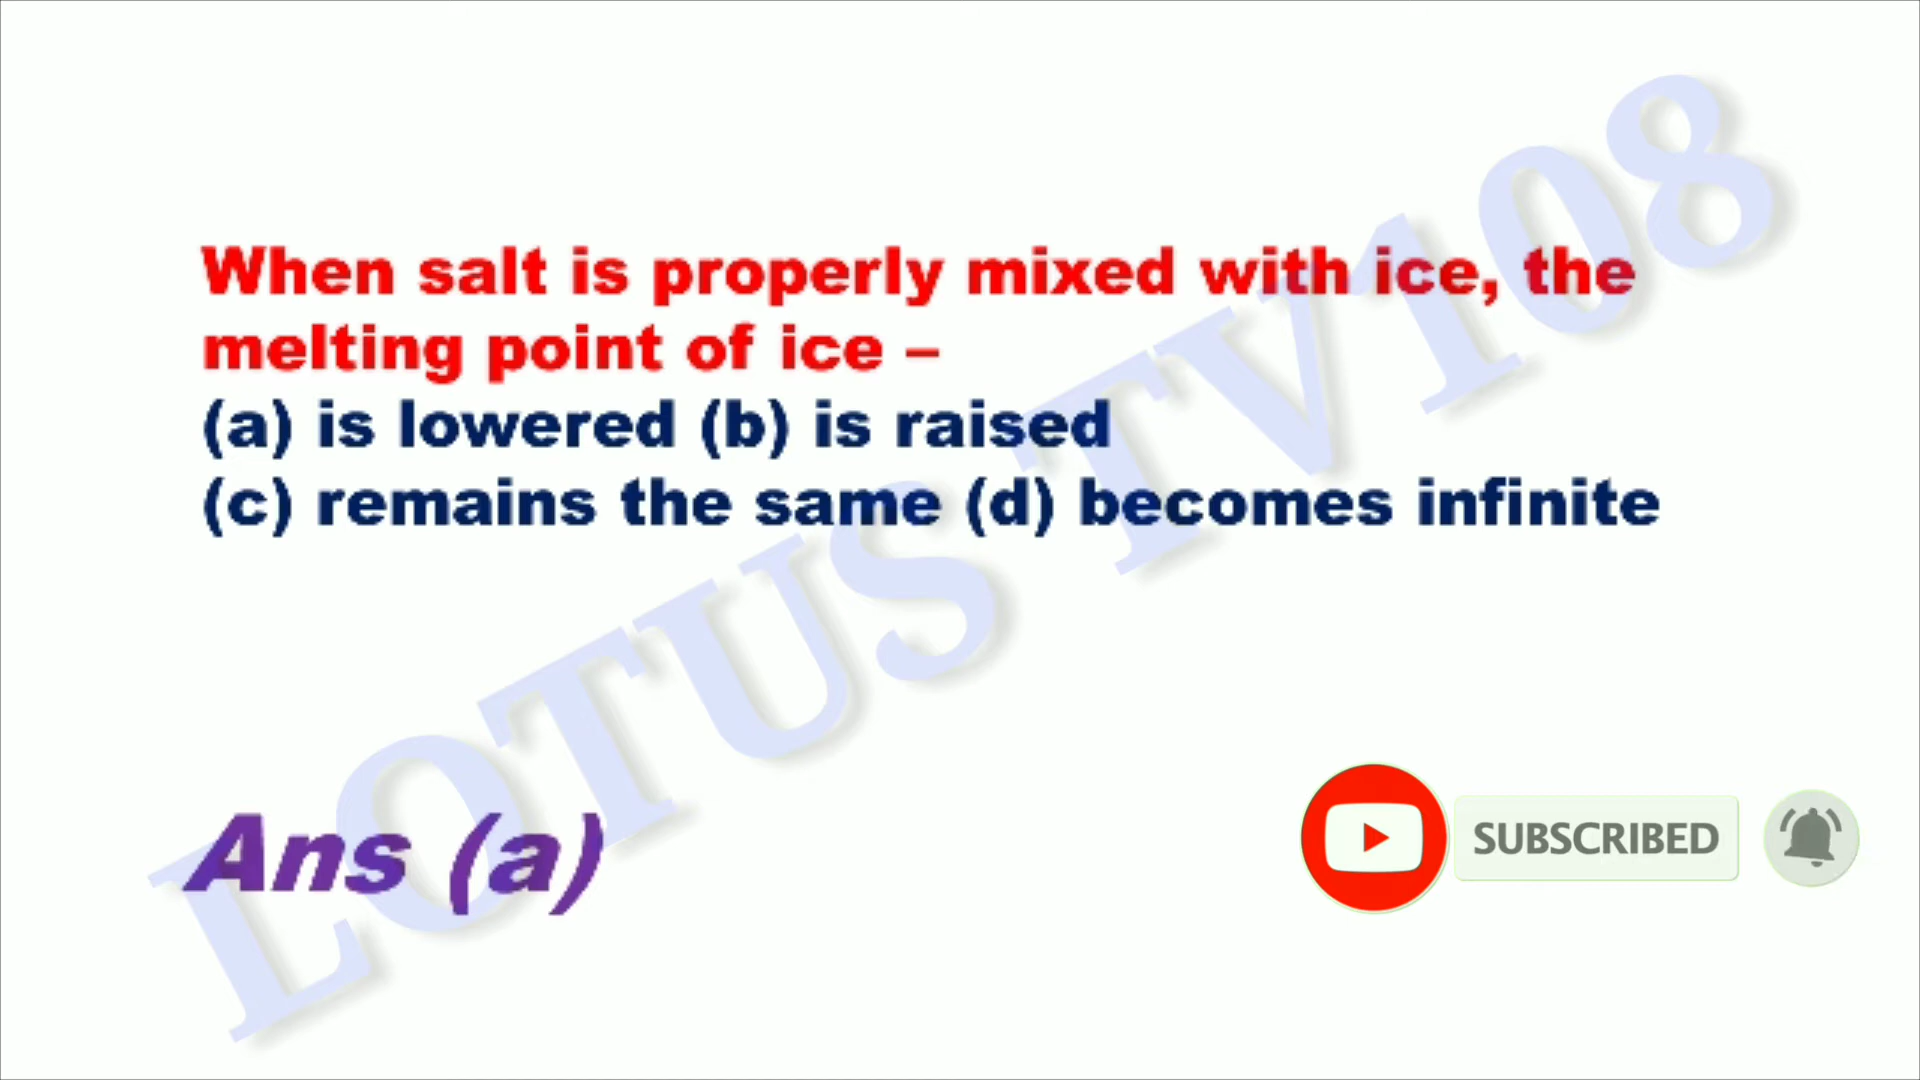 When salt is properly mixed with ice, the
melting point of ice –
(a) is lowered (b) is raised
(c) remains the same (d) becomes infinite
LOTUS TV108
Ans (a)
SUBSCRIBED